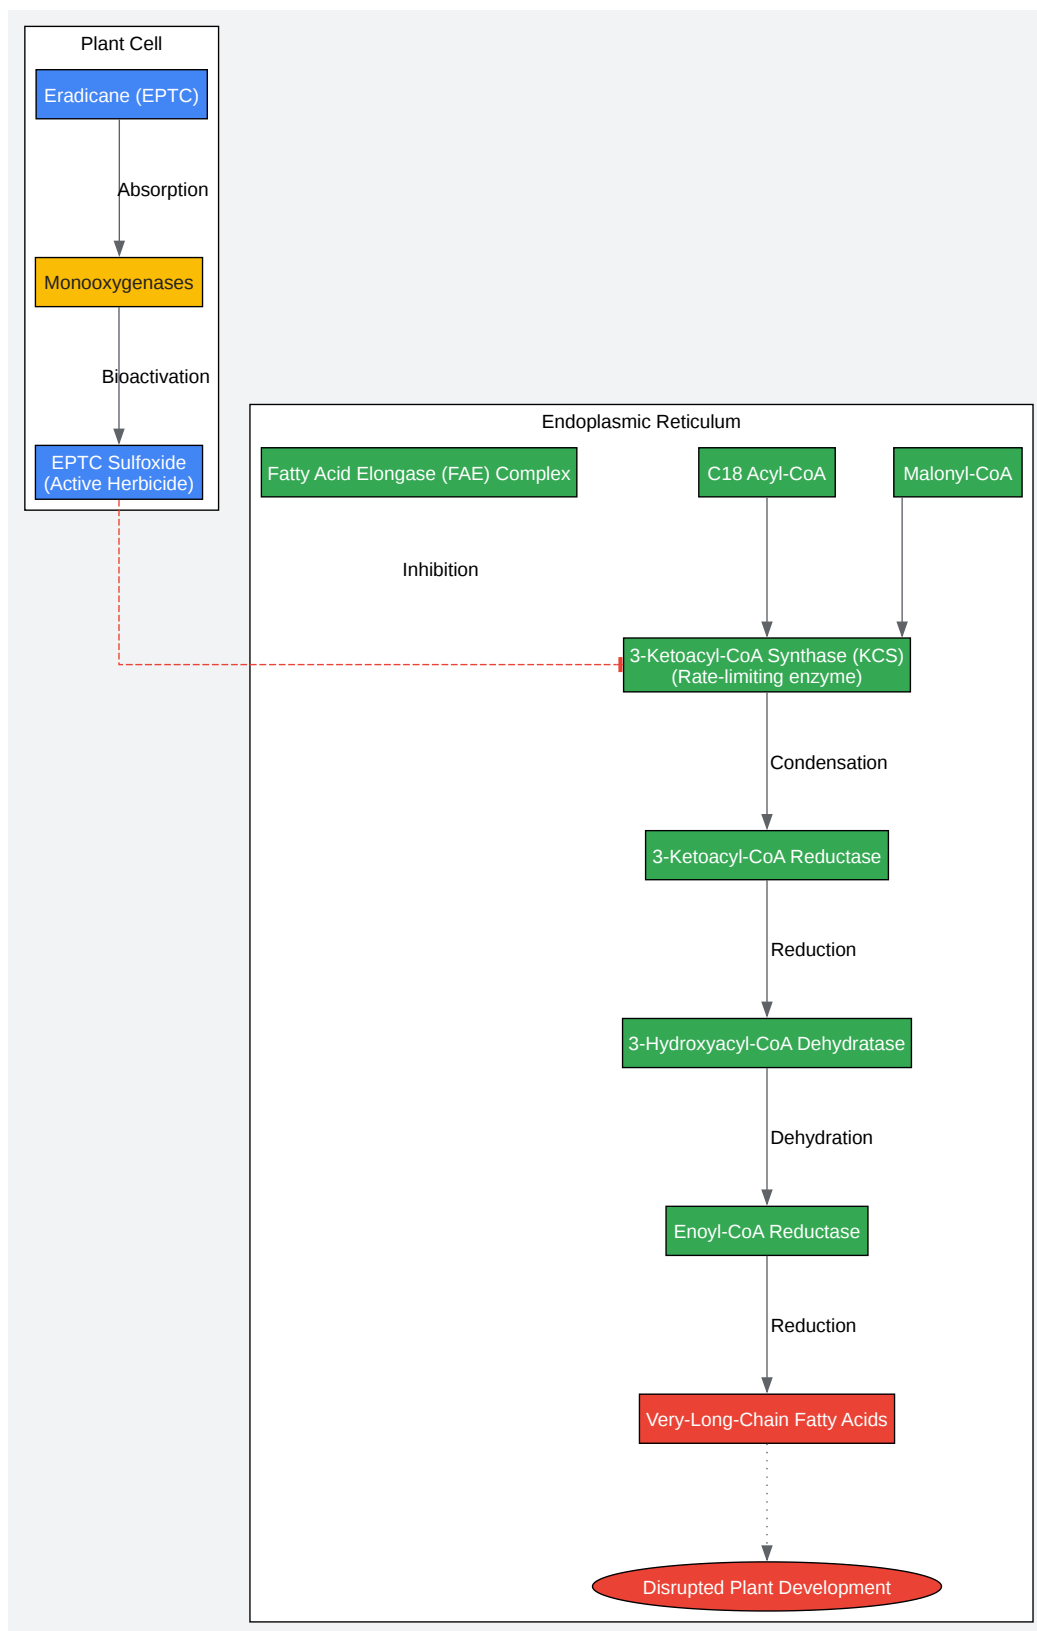 Plant Cell
Eradicane (EPTC)
Absorption
Monooxygenases
Bioactivation
EPTC Sulfoxide
(Active Herbicide)
Endoplasmic Reticulum
Fatty Acid Elongase (FAE) Complex
C18 Acyl-CoA
Malonyl-CoA
Inhibition
3-Ketoacyl-CoA Synthase (KCS)
(Rate-limiting enzyme)
Condensation
3-Ketoacyl-CoA Reductase
Reduction
3-Hydroxyacyl-CoA Dehydratase
Dehydration
Enoyl-CoA Reductase
Reduction
Very-Long-Chain Fatty Acids
Disrupted Plant Development